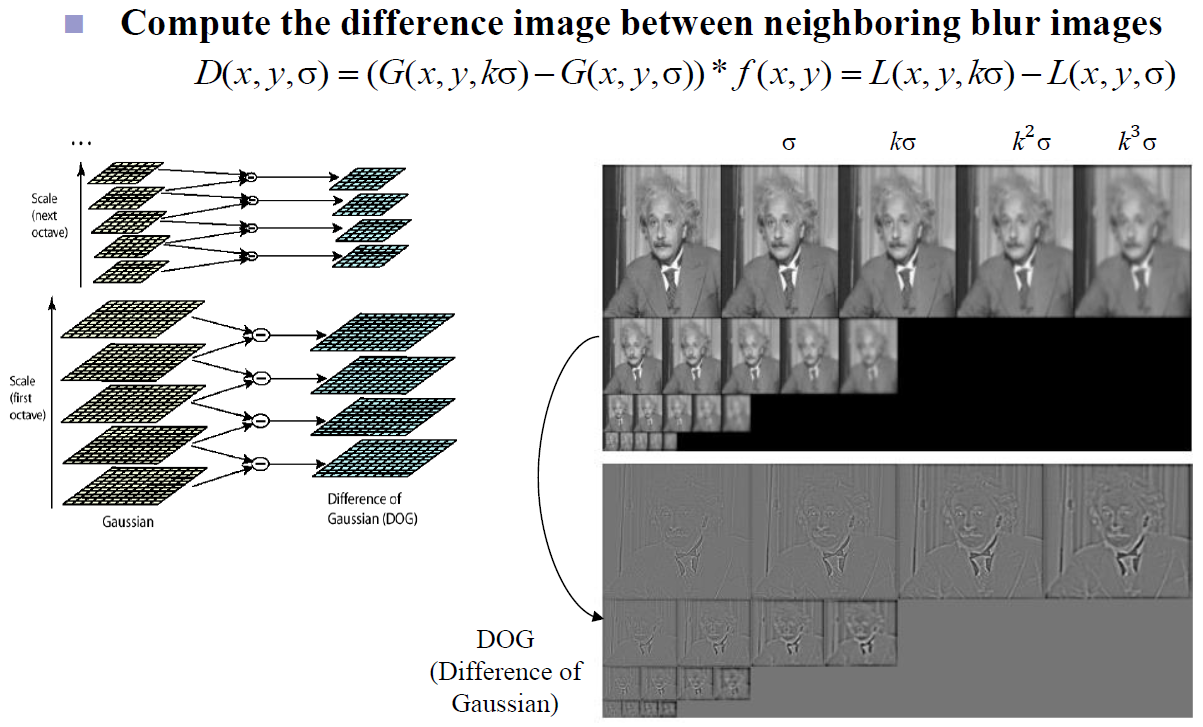 Compute the difference image between neighboring blur images
D(x, y, σ) = (G(x, y, kσ) − G(x, y, σ)) * f(x, y) = L(x, y, kσ) − L(x, y, σ)
...
σ kσ k²σ k³σ
Scale
(next
octave)
Scale
(first
octave)
Gaussian
Difference of
Gaussian (DOG)
DOG
(Difference of
Gaussian)